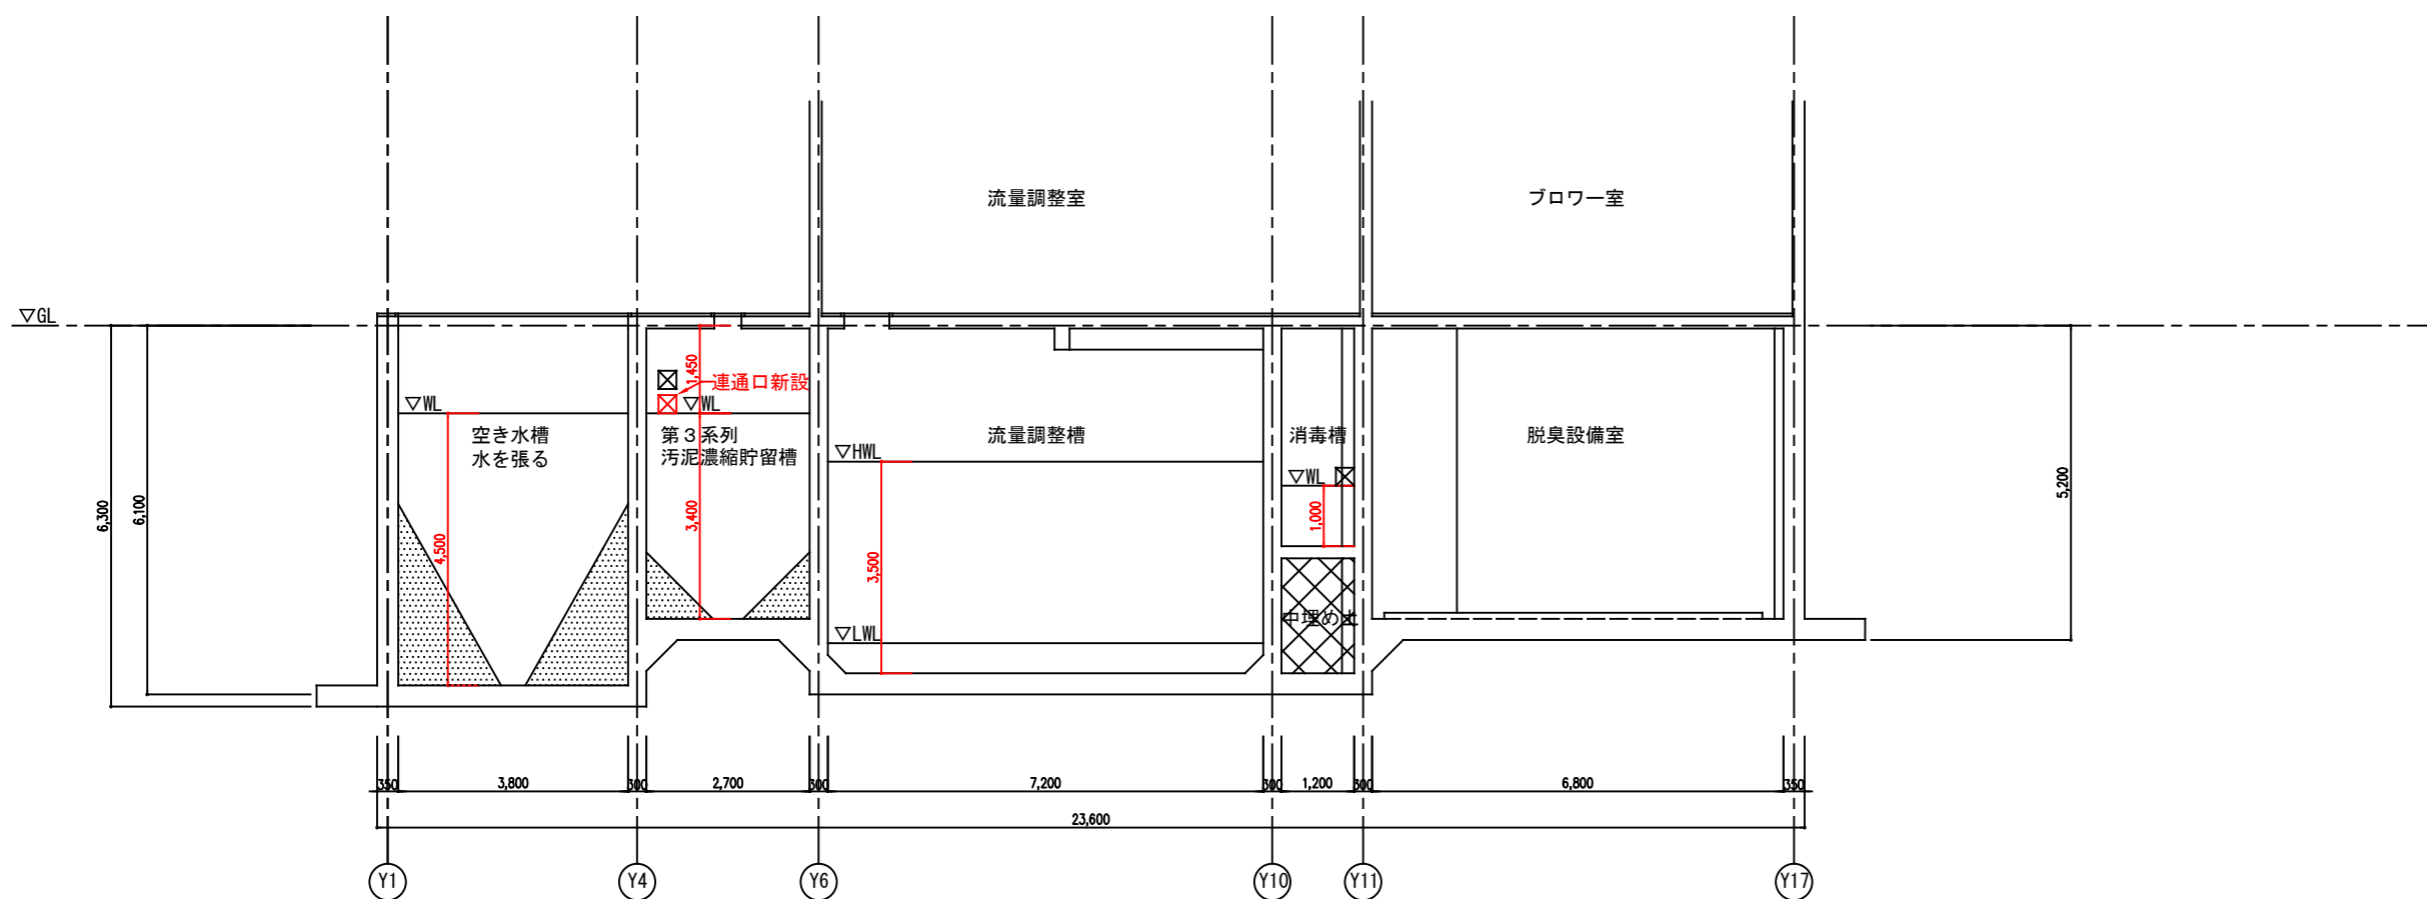 流量調整室
ブロワー室
▽GL
1,450
連通口新設
▽WL
▽WL
空き水槽
水を張る
第3系列
汚泥濃縮貯留槽
流量調整槽
消毒槽
脱臭設備室
▽HWL
▽WL
6,300
6,100
4,500
3,400
3,500
1,000
5,200
中埋め土
▽LWL
350
3,800
300
2,700
300
7,200
300
1,200
300
6,800
350
23,600
Y1
Y4
Y6
Y10
Y11
Y17